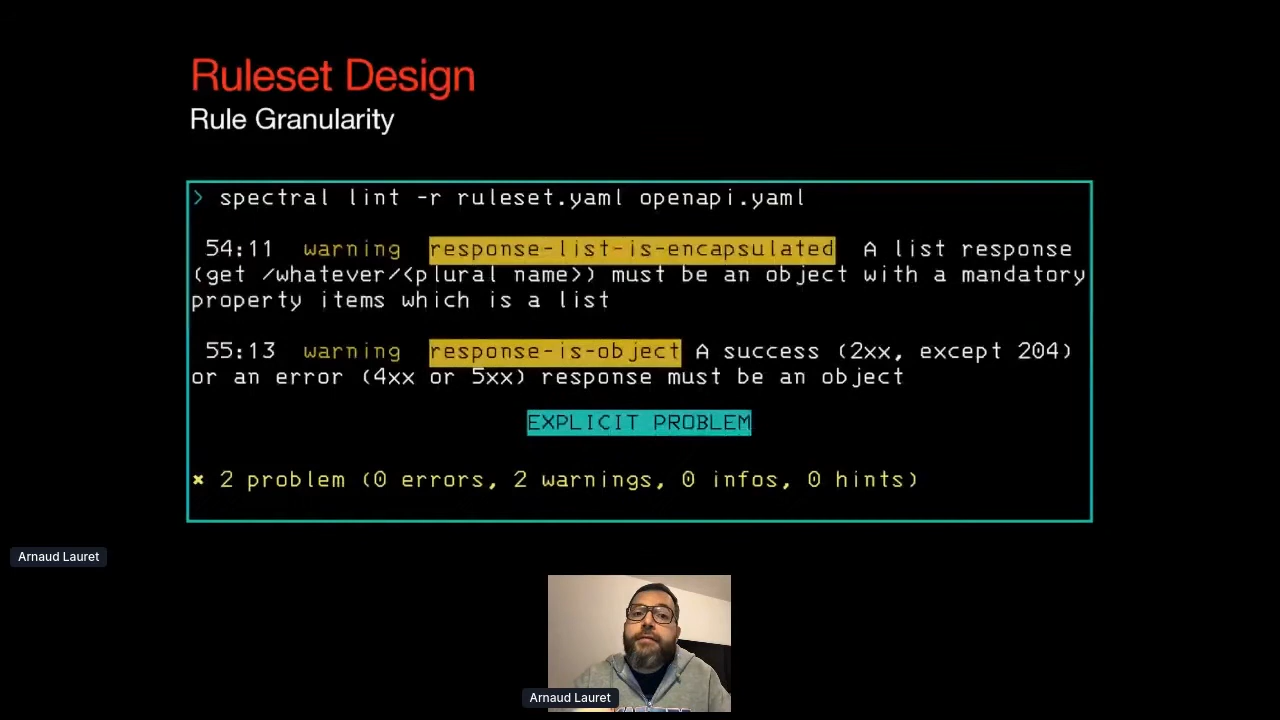 Ruleset Design
Rule Granularity
> spectral lint -r ruleset.yaml openapi.yaml
54:11 warning response-list-is-encapsulated A list response
(get /whatever/<plural name>) must be an object with a mandatory
property items which is a list
55:13 warning response-is-object A success (2xx, except 204)
or an error (4xx or 5xx) response must be an object
EXPLICIT PROBLEM
✖ 2 problem (0 errors, 2 warnings, 0 infos, 0 hints)
Arnaud Lauret
Arnaud Lauret